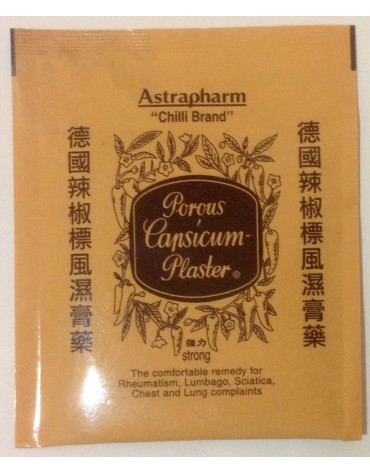 Astrapharm
"Chilli Brand"
德國辣椒標風濕膏藥
德國辣椒標風濕膏藥
Porous
Capsicum-
Plaster®
強力
strong
The comfortable remedy for
Rheumatism, Lumbago, Sciatica,
Chest and Lung complaints